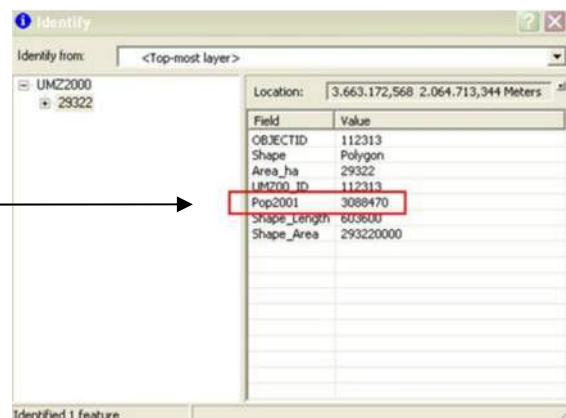 Identify
Identify from: <Top-most layer>
UMZ2000
29322
Location: 3.663.172,568 2.064.713,344 Meters
Field Value
OBJECTID 112313
Shape Polygon
Area_ha 29322
UMZ00_ID 112313
Pop2001 3088470
Shape_Length 603600
Shape_Area 293220000
Identified 1 feature